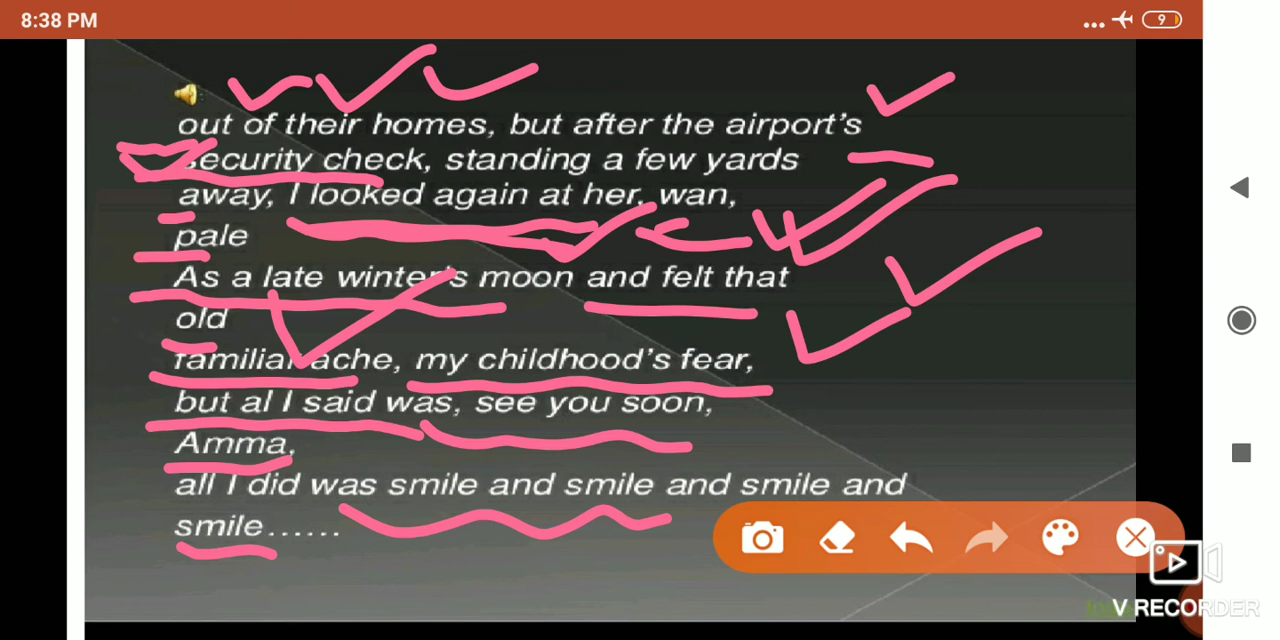 8:38 PM
9
out of their homes, but after the airport's
security check, standing a few yards
away, I looked again at her, wan,
pale
As a late winter's moon and felt that
old
familiar ache, my childhood's fear,
but al I said was, see you soon,
Amma,
all I did was smile and smile and smile and
smile......
V RECORDER